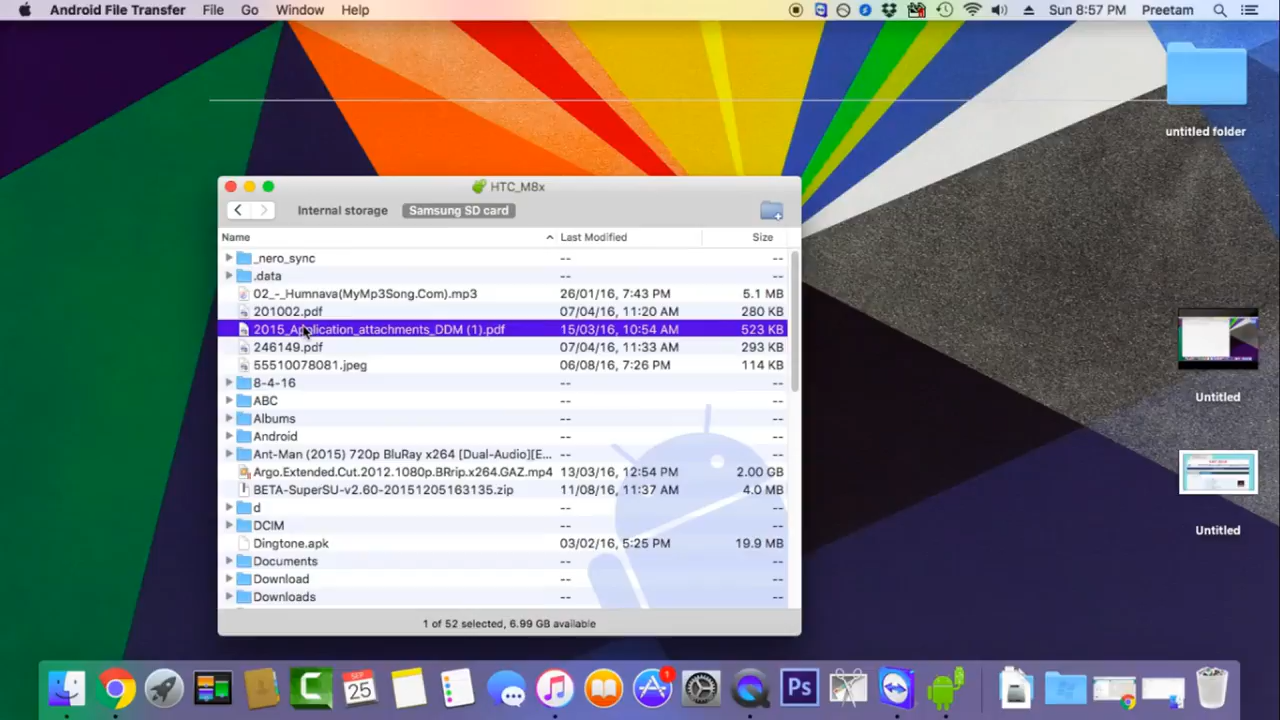 Android File Transfer File Go Window Help Sun 8:57 PM Preetam
untitled folder
HTC_M8x
Internal storage Samsung SD card
Name Last Modified Size
_nero_sync -- --
.data -- --
02_-_Humnava(MyMp3Song.Com).mp3 26/01/16, 7:43 PM 5.1 MB
201002.pdf 07/04/16, 11:20 AM 280 KB
2015_Application_attachments_DDM (1).pdf 15/03/16, 10:54 AM 523 KB
246149.pdf 07/04/16, 11:33 AM 293 KB
55510078081.jpeg 06/08/16, 7:26 PM 114 KB
8-4-16 -- --
ABC -- --
Albums -- --
Android -- --
Ant-Man (2015) 720p BluRay x264 [Dual-Audio][E... -- --
Argo.Extended.Cut.2012.1080p.BRrip.x264.GAZ.mp4 13/03/16, 12:54 PM 2.00 GB
BETA-SuperSU-v2.60-20151205163135.zip 11/08/16, 11:37 AM 4.0 MB
d -- --
DCIM -- --
Dingtone.apk 03/02/16, 5:25 PM 19.9 MB
Documents -- --
Download -- --
Downloads -- --
1 of 52 selected, 6.99 GB available
Untitled
Untitled
SEP
25
1
Ps